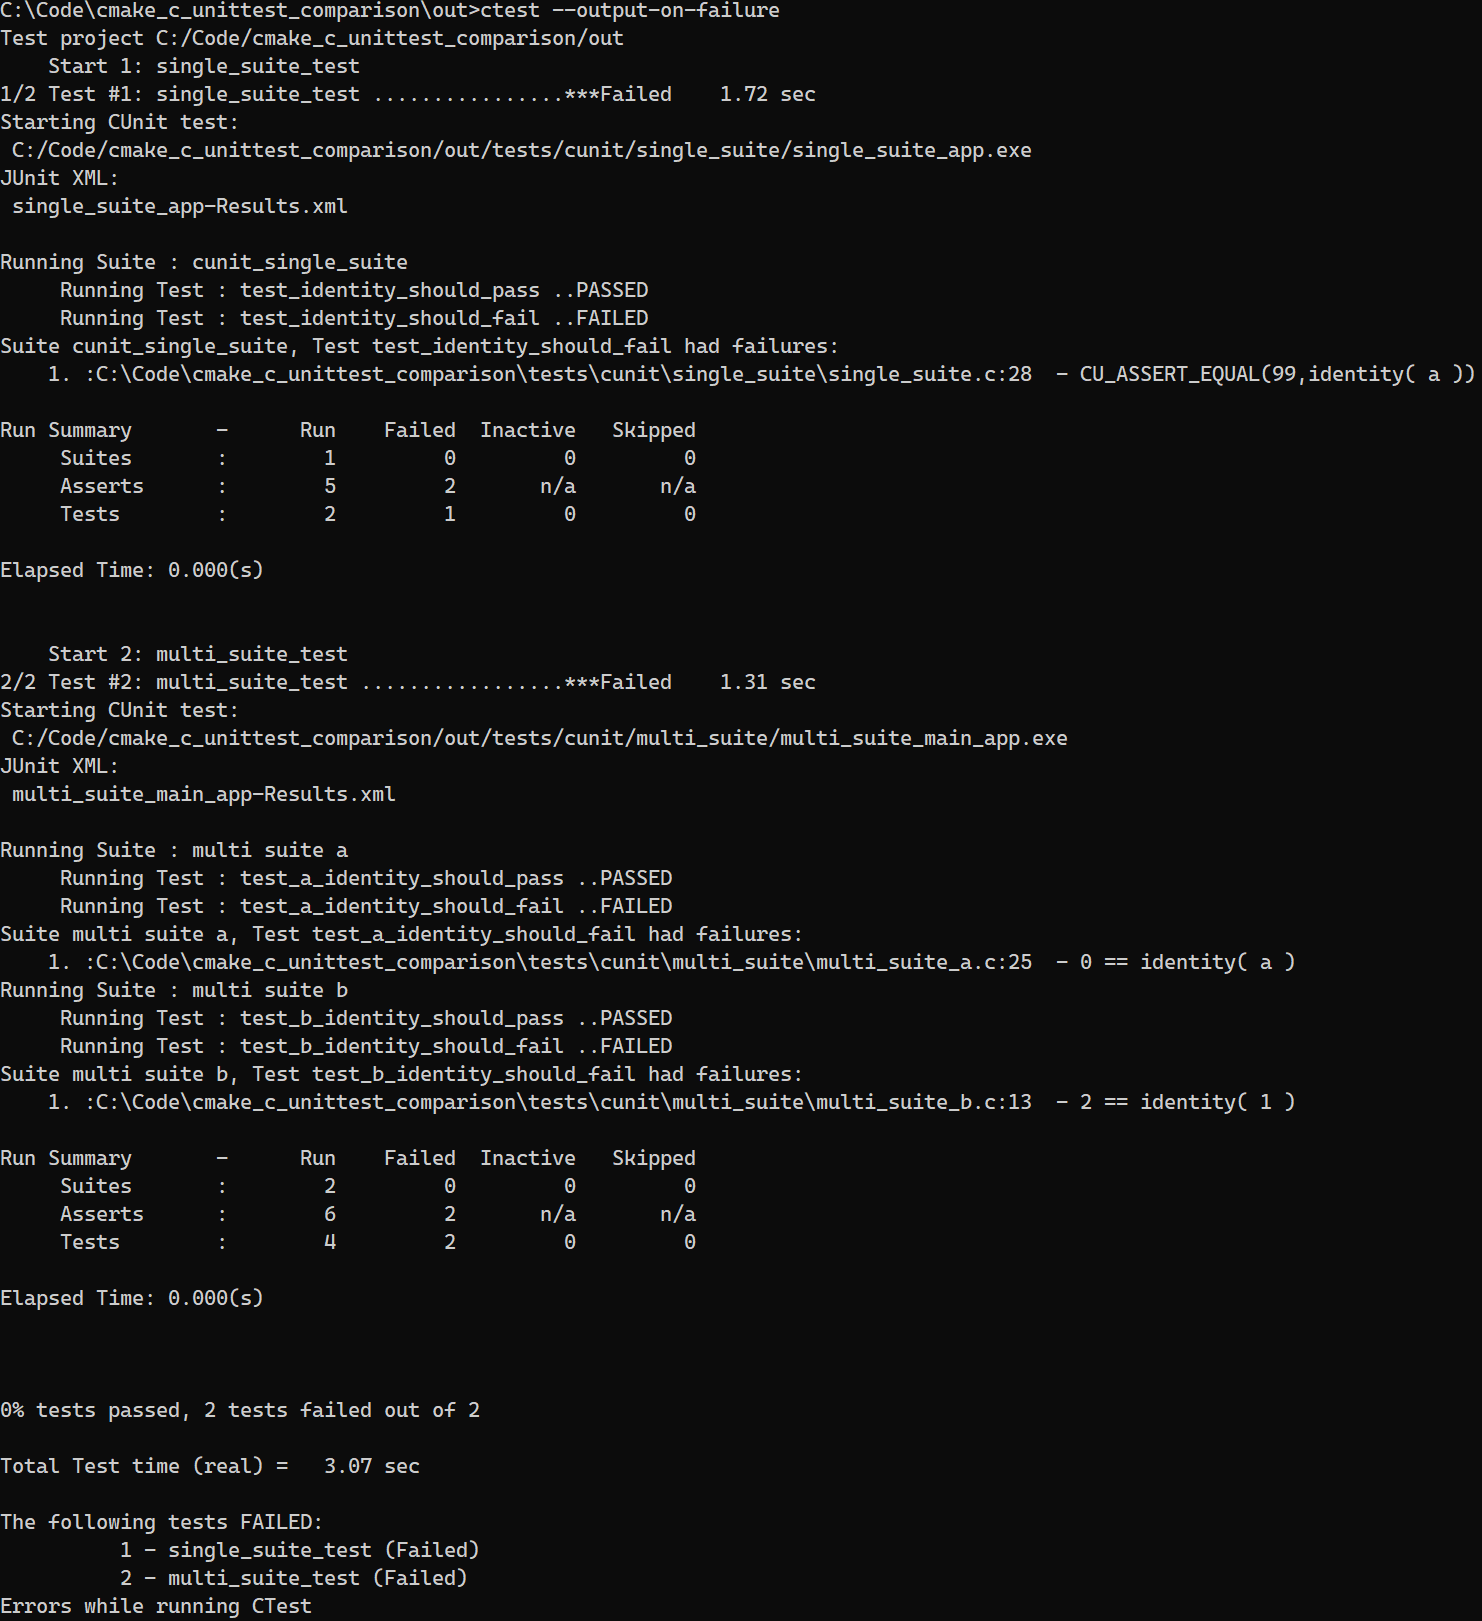 C:\Code\cmake_c_unittest_comparison\out>ctest --output-on-failure
Test project C:/Code/cmake_c_unittest_comparison/out
    Start 1: single_suite_test
1/2 Test #1: single_suite_test ................***Failed    1.72 sec
Starting CUnit test:
 C:/Code/cmake_c_unittest_comparison/out/tests/cunit/single_suite/single_suite_app.exe
JUnit XML:
 single_suite_app-Results.xml

Running Suite : cunit_single_suite
     Running Test : test_identity_should_pass ..PASSED
     Running Test : test_identity_should_fail ..FAILED
Suite cunit_single_suite, Test test_identity_should_fail had failures:
    1. :C:\Code\cmake_c_unittest_comparison\tests\cunit\single_suite\single_suite.c:28  - CU_ASSERT_EQUAL(99,identity( a ))

Run Summary       -      Run    Failed  Inactive   Skipped
     Suites       :        1         0         0         0
     Asserts      :        5         2       n/a       n/a
     Tests        :        2         1         0         0

Elapsed Time: 0.000(s)


    Start 2: multi_suite_test
2/2 Test #2: multi_suite_test .................***Failed    1.31 sec
Starting CUnit test:
 C:/Code/cmake_c_unittest_comparison/out/tests/cunit/multi_suite/multi_suite_main_app.exe
JUnit XML:
 multi_suite_main_app-Results.xml

Running Suite : multi suite a
     Running Test : test_a_identity_should_pass ..PASSED
     Running Test : test_a_identity_should_fail ..FAILED
Suite multi suite a, Test test_a_identity_should_fail had failures:
    1. :C:\Code\cmake_c_unittest_comparison\tests\cunit\multi_suite\multi_suite_a.c:25  - 0 == identity( a )
Running Suite : multi suite b
     Running Test : test_b_identity_should_pass ..PASSED
     Running Test : test_b_identity_should_fail ..FAILED
Suite multi suite b, Test test_b_identity_should_fail had failures:
    1. :C:\Code\cmake_c_unittest_comparison\tests\cunit\multi_suite\multi_suite_b.c:13  - 2 == identity( 1 )

Run Summary       -      Run    Failed  Inactive   Skipped
     Suites       :        2         0         0         0
     Asserts      :        6         2       n/a       n/a
     Tests        :        4         2         0         0

Elapsed Time: 0.000(s)



0% tests passed, 2 tests failed out of 2

Total Test time (real) =   3.07 sec

The following tests FAILED:
          1 - single_suite_test (Failed)
          2 - multi_suite_test (Failed)
Errors while running CTest